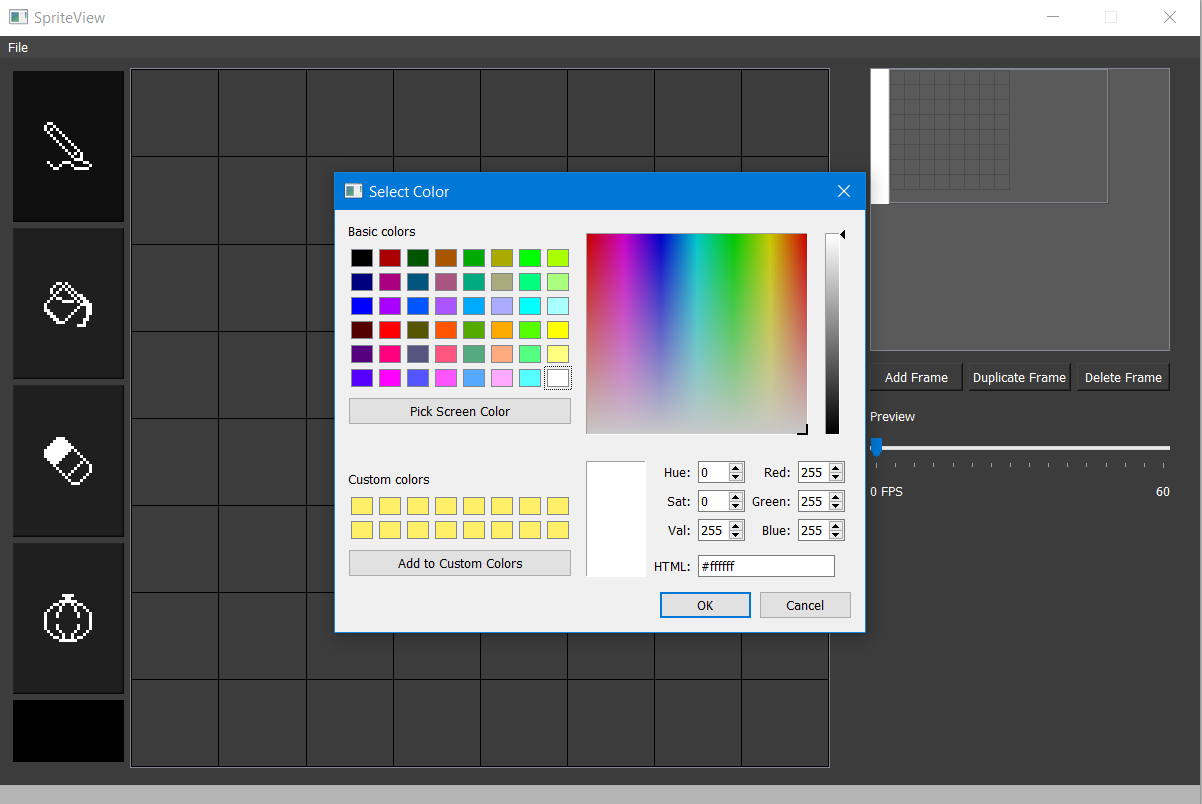 SpriteView
File
Select Color
Basic colors
Pick Screen Color
Custom colors
Add to Custom Colors
Hue: 0 Red: 255
Sat: 0 Green: 255
Val: 255 Blue: 255
HTML: #ffffff
OK Cancel
Add Frame Duplicate Frame Delete Frame
Preview
0 FPS 60